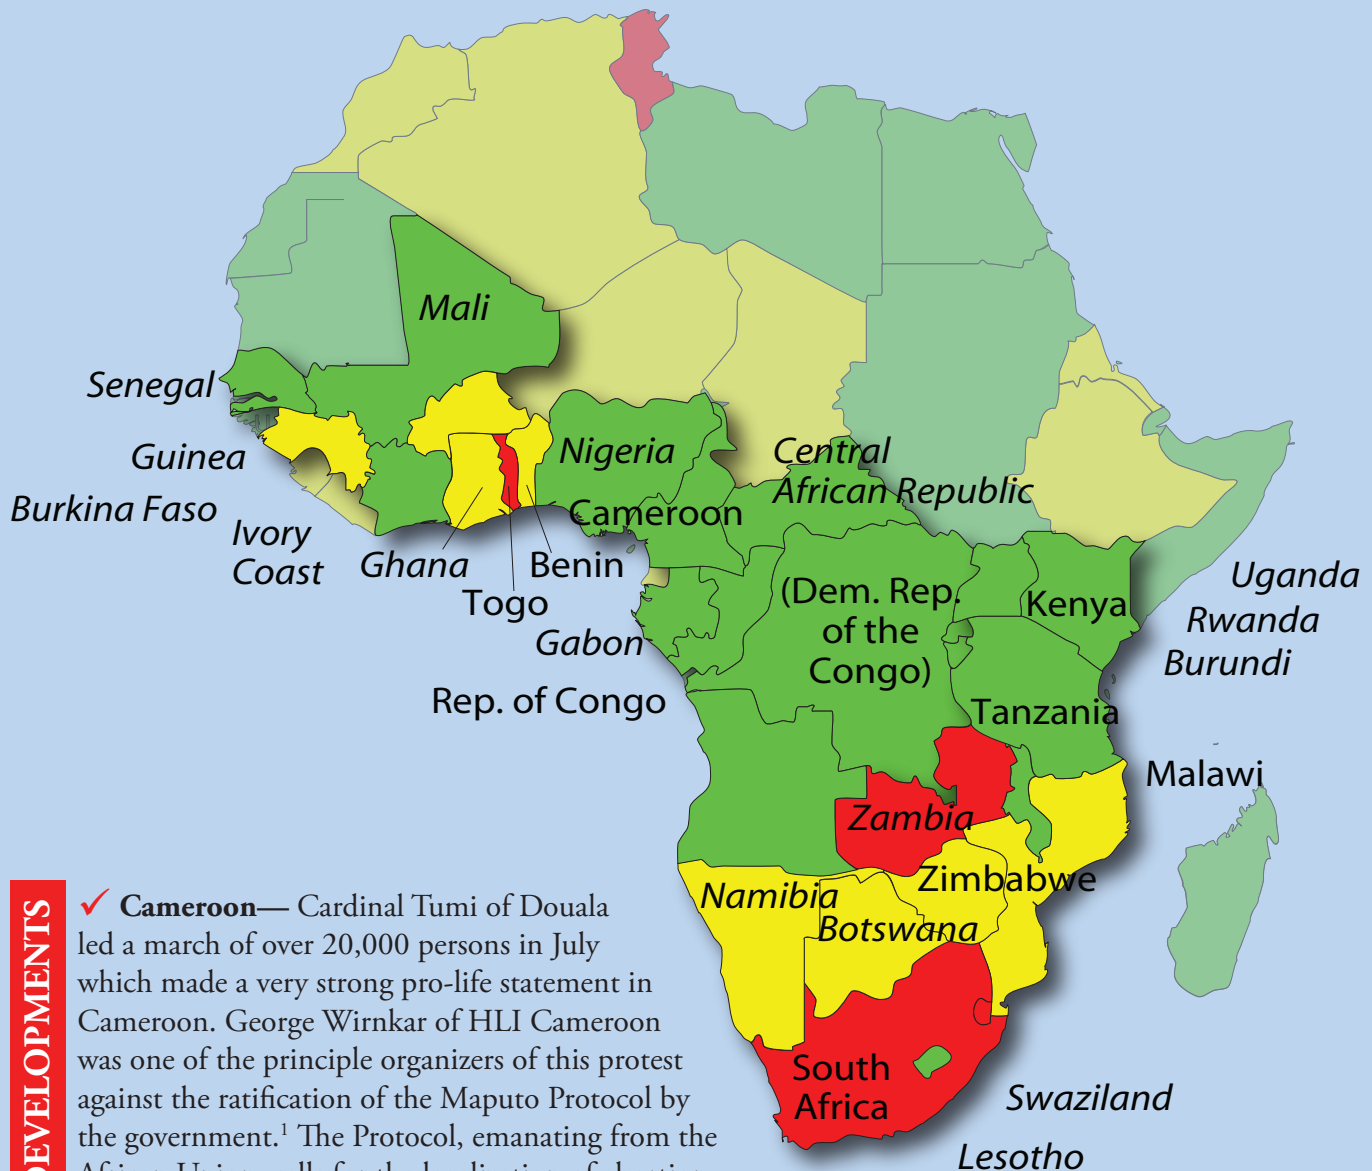 Mali
Senegal
Guinea
Burkina Faso
Ivory
Coast
Ghana
Togo
Benin
Nigeria
Cameroon
Central
African Republic
Gabon
Rep. of Congo
(Dem. Rep.
of the
Congo)
Kenya
Uganda
Rwanda
Burundi
Tanzania
Malawi
Zambia
Zimbabwe
Namibia
Botswana
South
Africa
Swaziland
Lesotho
DEVELOPMENTS
✓ Cameroon— Cardinal Tumi of Douala
led a march of over 20,000 persons in July
which made a very strong pro-life statement in
Cameroon. George Wirnkar of HLI Cameroon
was one of the principle organizers of this protest
against the ratification of the Maputo Protocol by
the government.¹ The Protocol, emanating from the